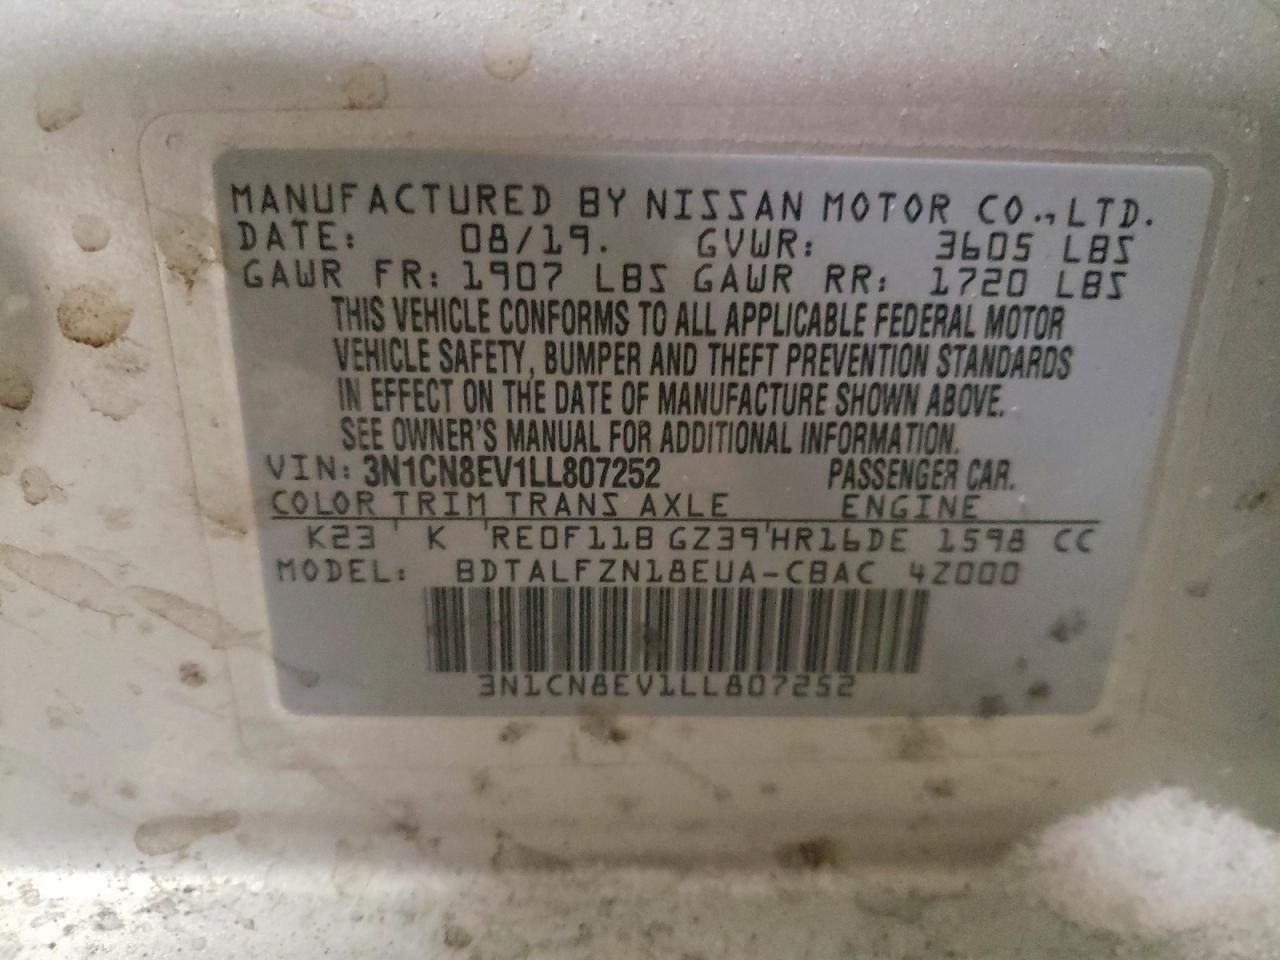 MANUFACTURED BY NISSAN MOTOR CO., LTD.
DATE: 08/19. GVWR: 3605 LBS
GAWR FR: 1907 LBS GAWR RR: 1720 LBS
THIS VEHICLE CONFORMS TO ALL APPLICABLE FEDERAL MOTOR
VEHICLE SAFETY, BUMPER AND THEFT PREVENTION STANDARDS
IN EFFECT ON THE DATE OF MANUFACTURE SHOWN ABOVE.
SEE OWNER'S MANUAL FOR ADDITIONAL INFORMATION.
VIN: 3N1CN8EV1LL807252 PASSENGER CAR.
COLOR TRIM TRANS AXLE ENGINE
K23 ' K 'RE0F11B GZ39'HR16DE 1598 CC
MODEL: BDTALFZN18EUA-CBAC 4Z000
3N1CN8EV1LL807252